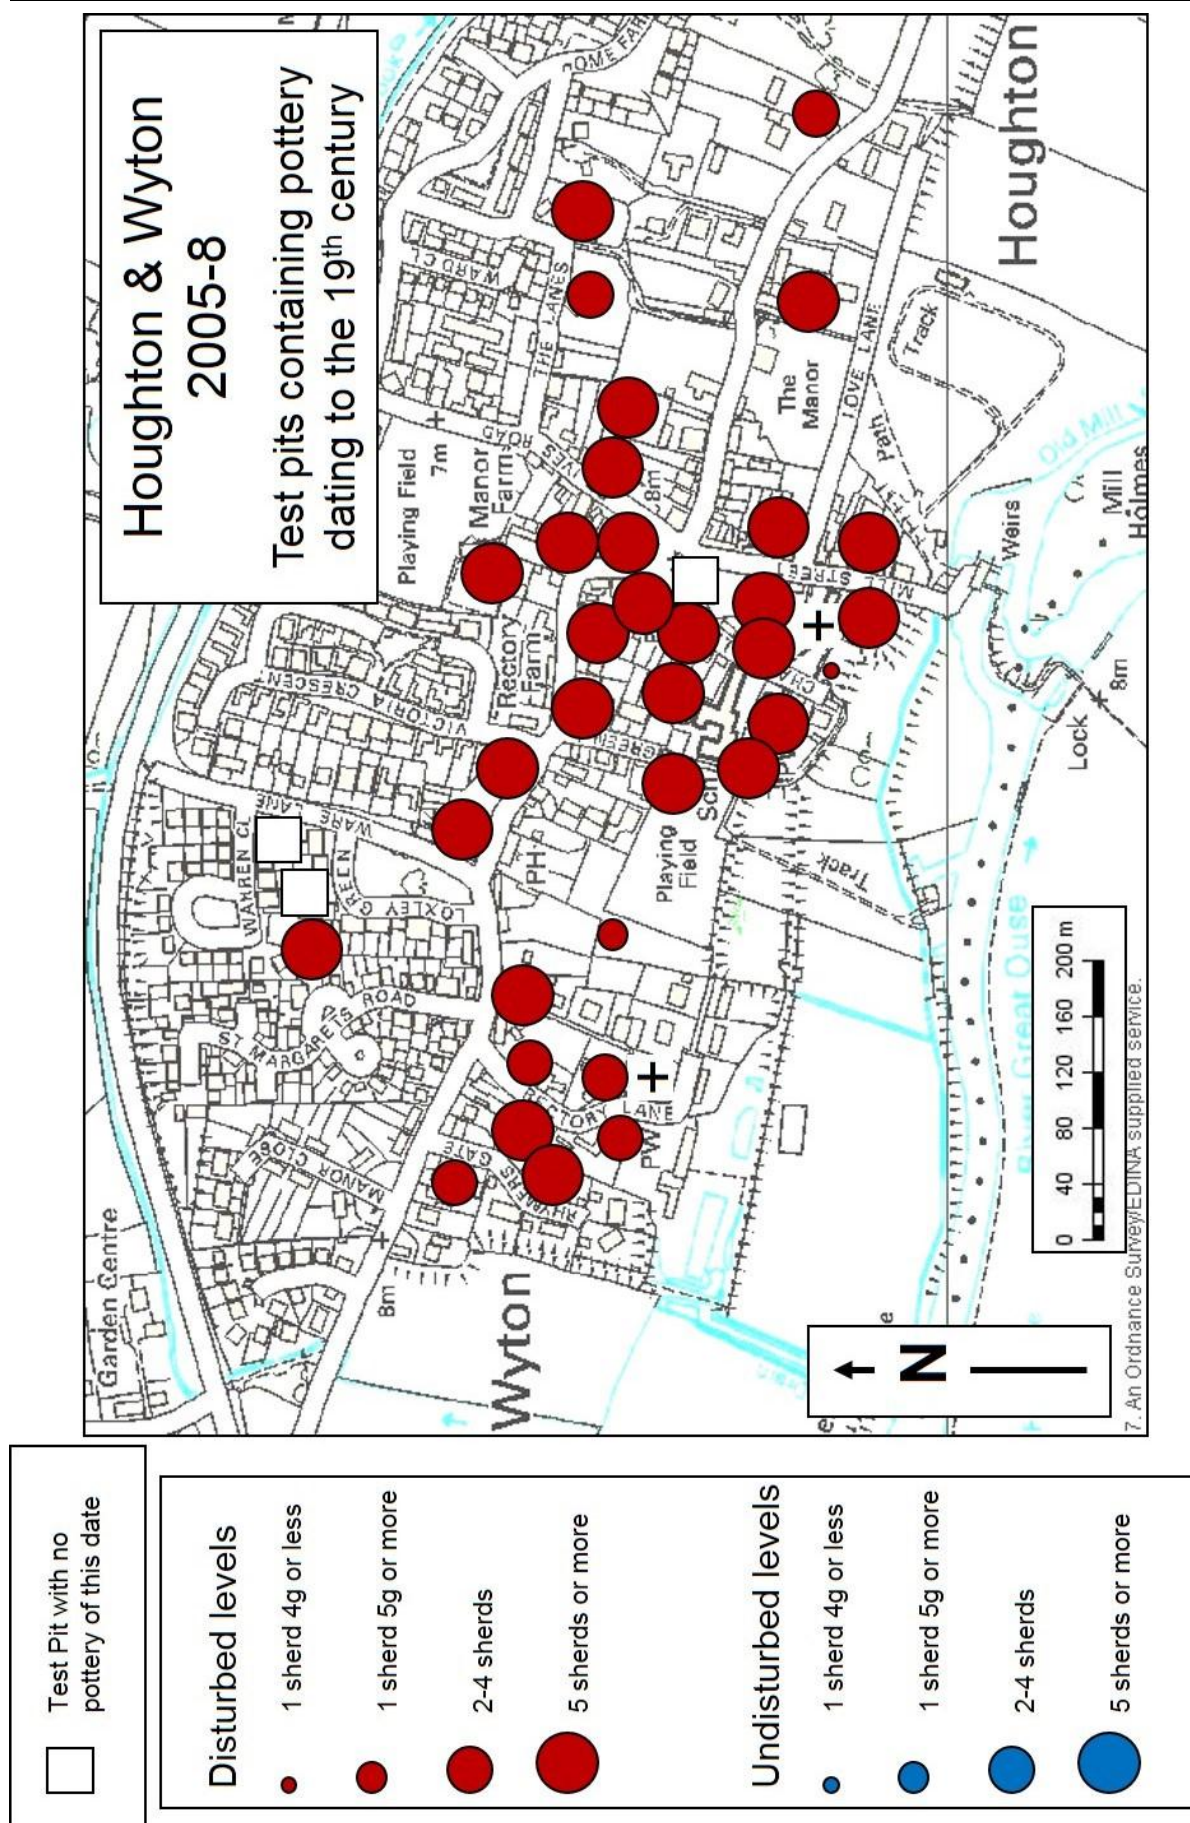 Houghton & Wyton
2005-8
Test pits containing pottery
dating to the 19th century
Garden Centre
8m
MANOR CLOSE
ST MARGARETS
ROAD
WARREN CL
LOXLEY GREEN
WARE
LANE
VICTORIA
CRESCENT
Playing Field
7m
Manor
Farm
Rectory
Farm
WARD CL
THE LANES
IVES
ROAD
8m
Wyton
GATE
RECTORY
LANE
PH
GREEN
Playing
Field
Sch
Track
MILL
STREET
The
Manor
LOVE LANE
Path
Track
Houghton
Old Mill
Weirs
Mill
Holmes
Lock
8m
River Great Ouse
N
0 40 80 120 160 200 m
7. An Ordnance Survey/EDINA supplied service.
Test Pit with no
pottery of this date
Disturbed levels
1 sherd 4g or less
1 sherd 5g or more
2-4 sherds
5 sherds or more
Undisturbed levels
1 sherd 4g or less
1 sherd 5g or more
2-4 sherds
5 sherds or more